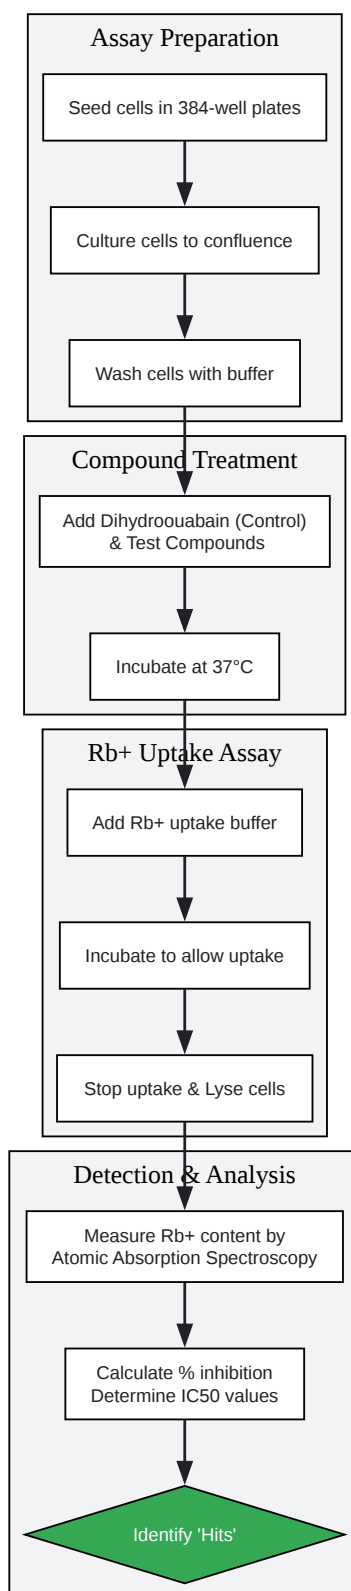 Assay Preparation
Seed cells in 384-well plates
Culture cells to confluence
Wash cells with buffer
Compound Treatment
Add Dihydroouabain (Control)
& Test Compounds
Incubate at 37°C
Rb+ Uptake Assay
Add Rb+ uptake buffer
Incubate to allow uptake
Stop uptake & Lyse cells
Detection & Analysis
Measure Rb+ content by
Atomic Absorption Spectroscopy
Calculate % inhibition
Determine IC50 values
Identify 'Hits'